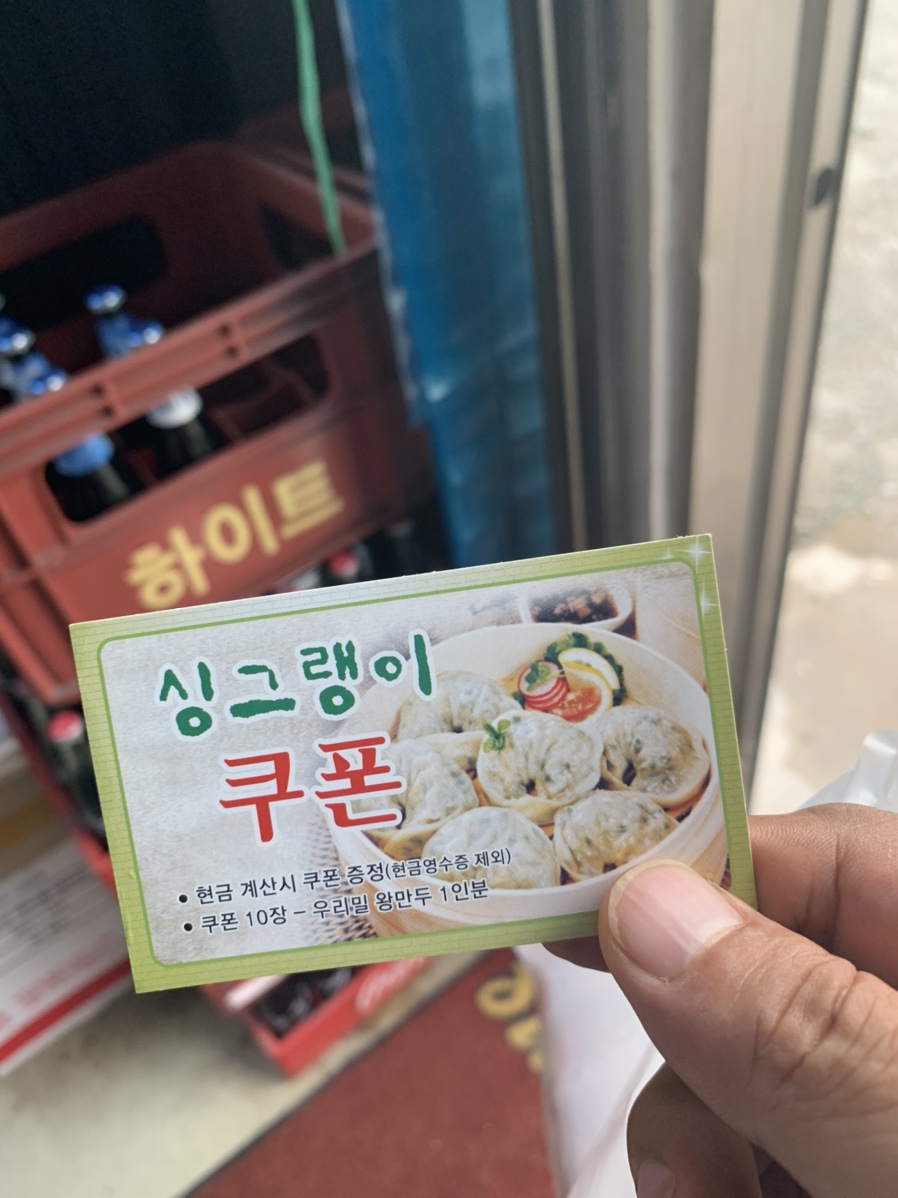 하이트
싱그랭이
쿠폰
• 현금 계산시 쿠폰 증정(현금영수증 제외)
• 쿠폰 10장 - 우리밀 왕만두 1인분